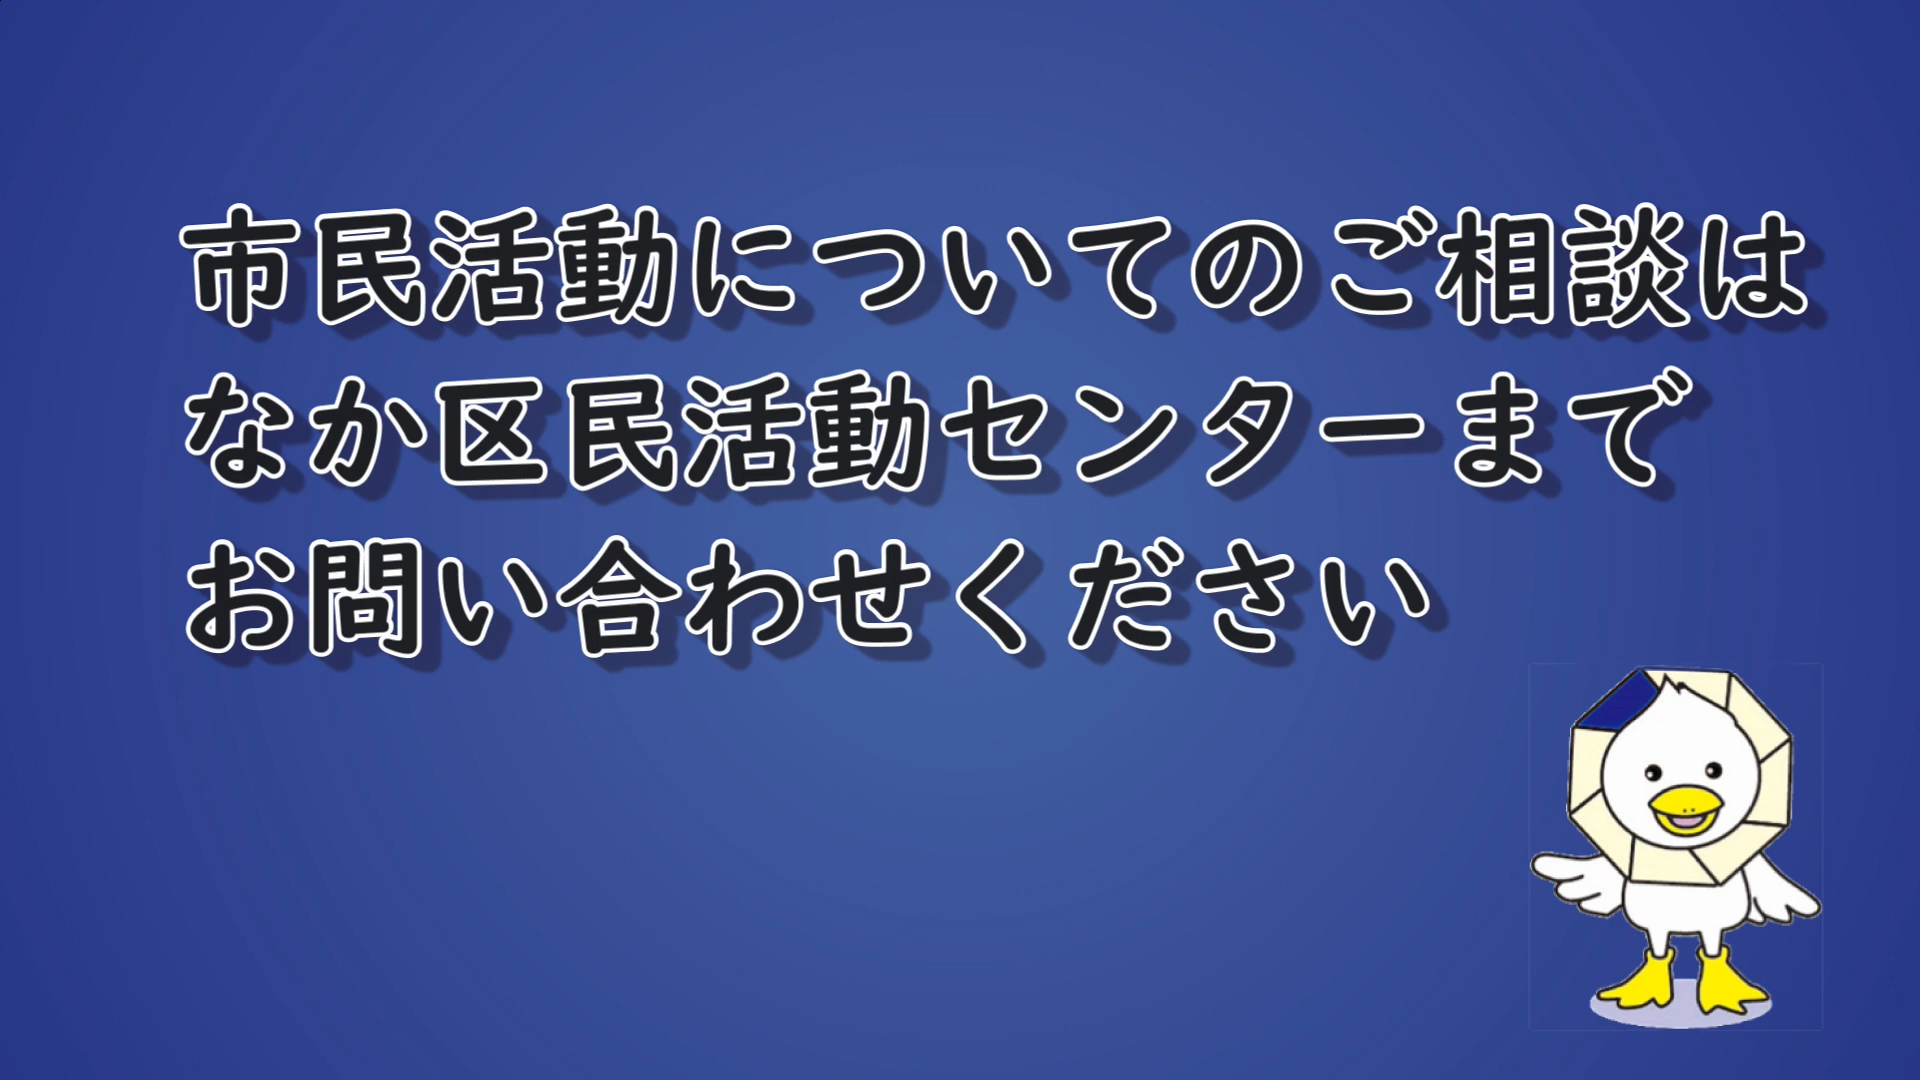 市民活動についてのご相談は
なか区民活動センターまで
お問い合わせください